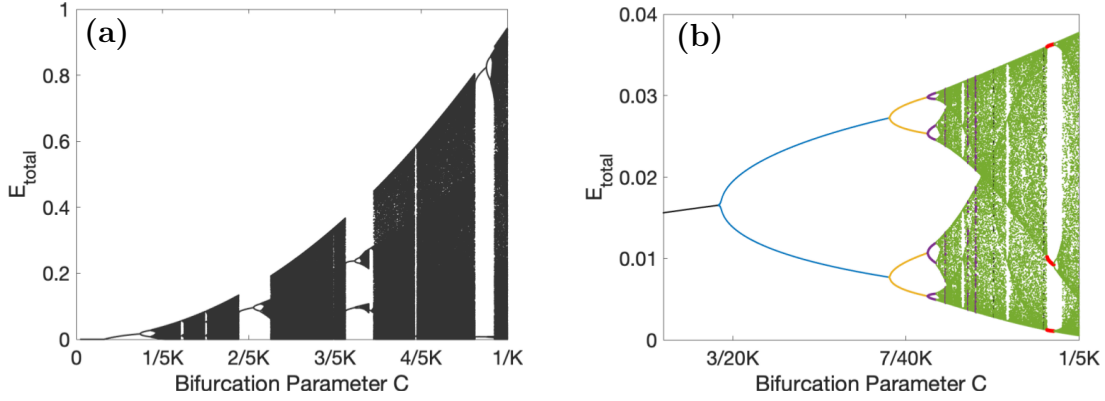 (a)
1
0.8
0.6
0.4
0.2
0
E_total
0
1/5K
2/5K
3/5K
4/5K
1/K
Bifurcation Parameter C
(b)
0.04
0.03
0.02
0.01
0
E_total
3/20K
7/40K
1/5K
Bifurcation Parameter C